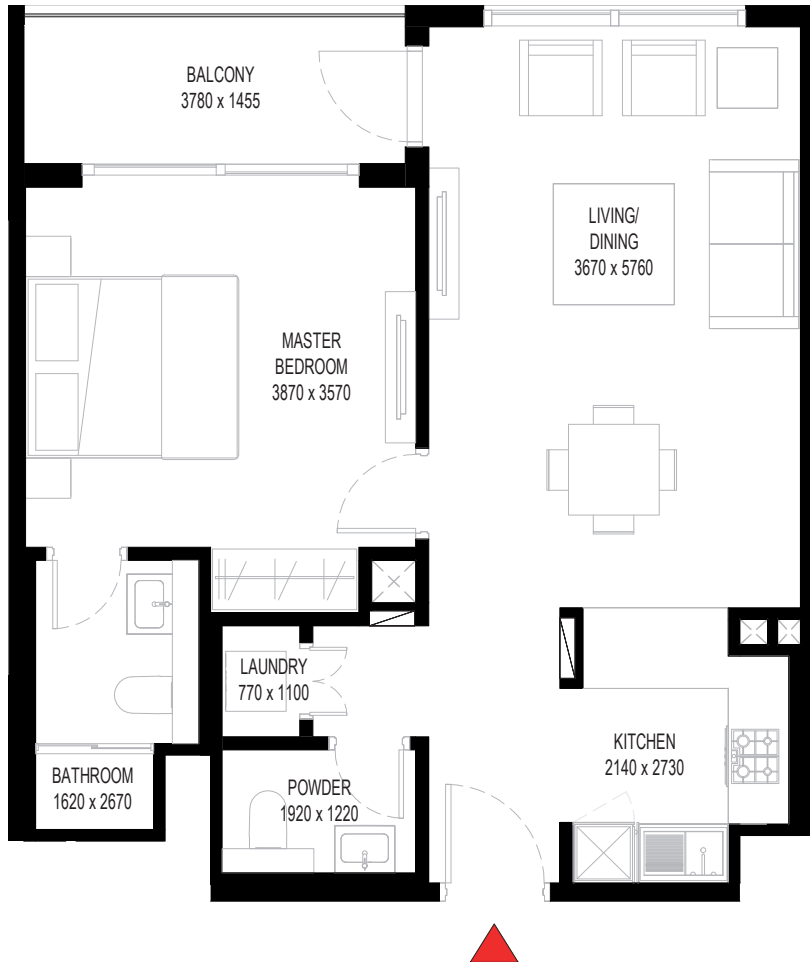 BALCONY
3780 x 1455
LIVING/
DINING
3670 x 5760
MASTER
BEDROOM
3870 x 3570
LAUNDRY
770 x 1100
KITCHEN
2140 x 2730
BATHROOM
1620 x 2670
POWDER
1920 x 1220